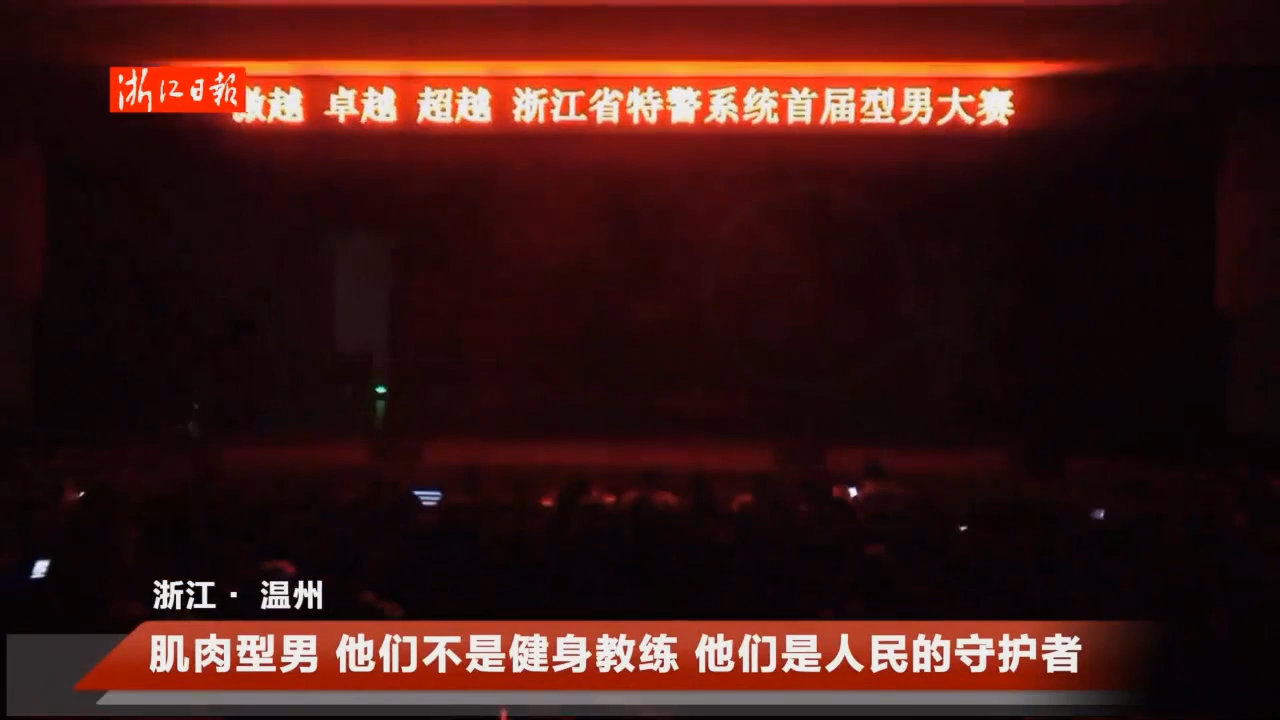 浙江日報
越 卓越 超越 浙江省特警系统首届型男大赛
浙江· 温州
肌肉型男 他们不是健身教练 他们是人民的守护者